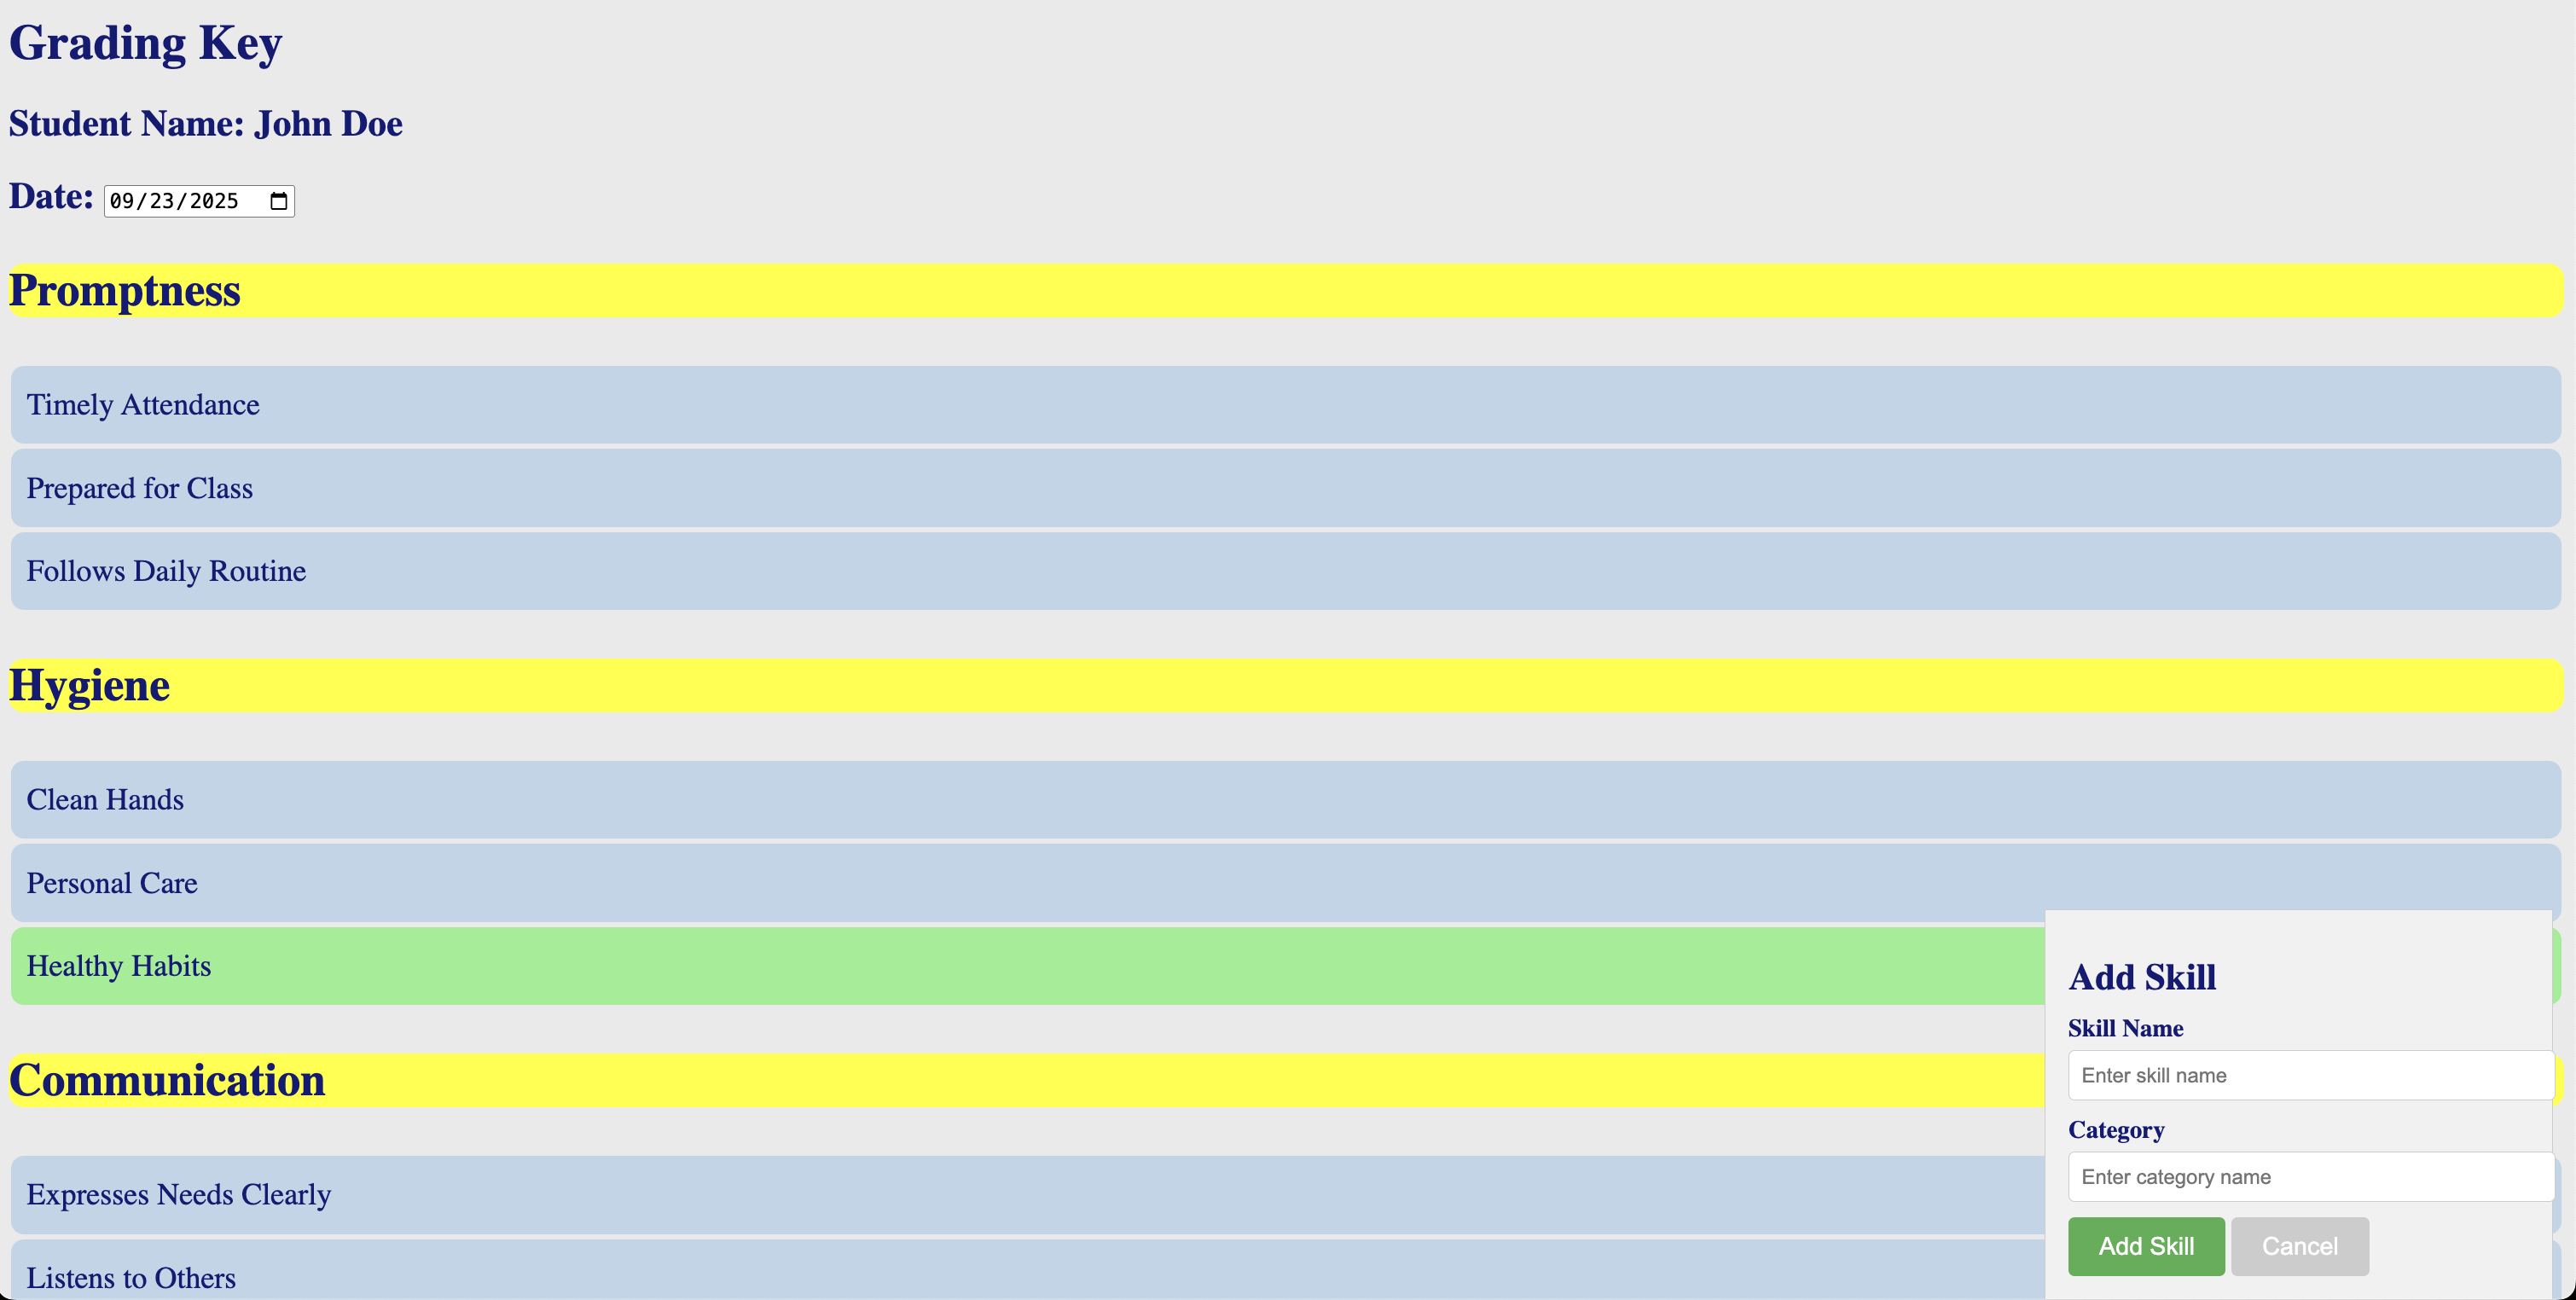 Grading Key
Student Name: John Doe
Date: 09/23/2025
Promptness
Timely Attendance
Prepared for Class
Follows Daily Routine
Hygiene
Clean Hands
Personal Care
Healthy Habits
Communication
Expresses Needs Clearly
Listens to Others
Add Skill
Skill Name
Enter skill name
Category
Enter category name
Add Skill Cancel